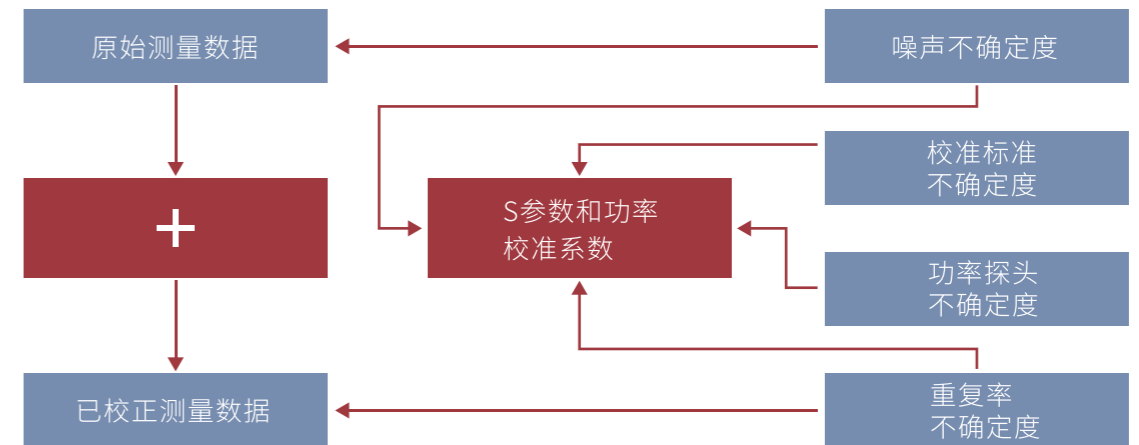 原始测量数据
噪声不确定度
校准标准
不确定度
+
S参数和功率
校准系数
功率探头
不确定度
已校正测量数据
重复率
不确定度